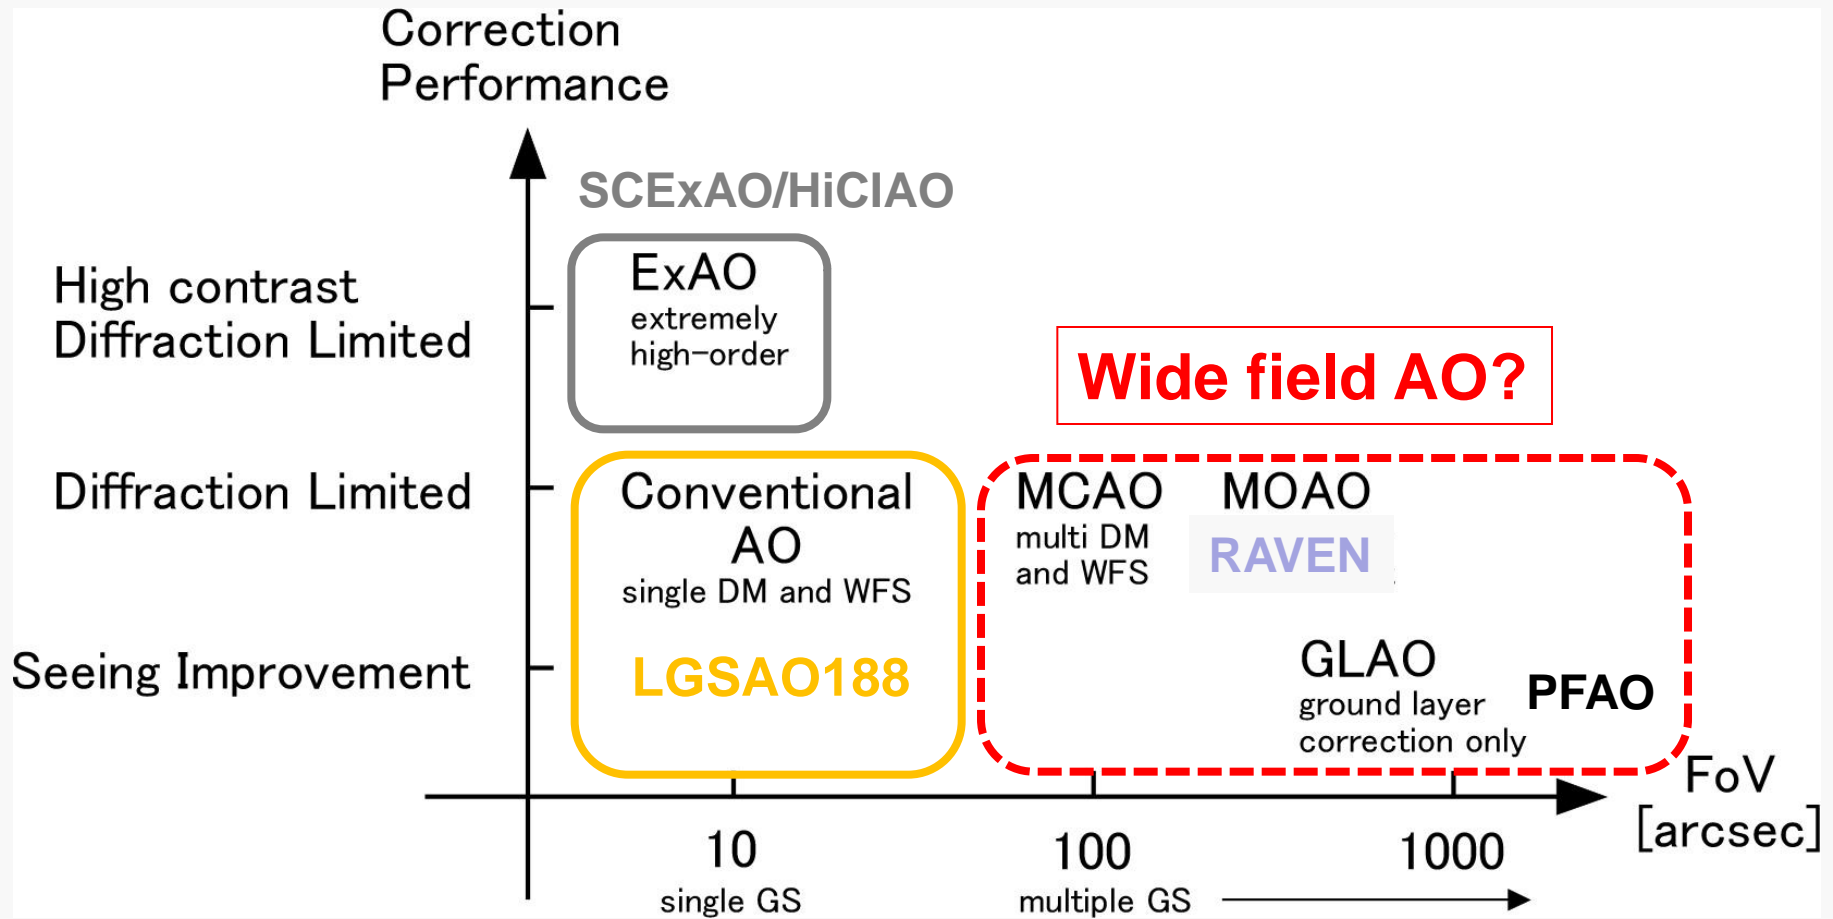 Correction
Performance
SCExAO/HiCIAO
High contrast
Diffraction Limited
ExAO
extremely
high-order
Wide field AO?
Diffraction Limited
Conventional
AO
single DM and WFS
MCAO
multi DM
and WFS
MOAO
RAVEN
Seeing Improvement
LGSAO188
GLAO
ground layer
correction only
PFAO
FoV
[arcsec]
10
100
1000
single GS
multiple GS